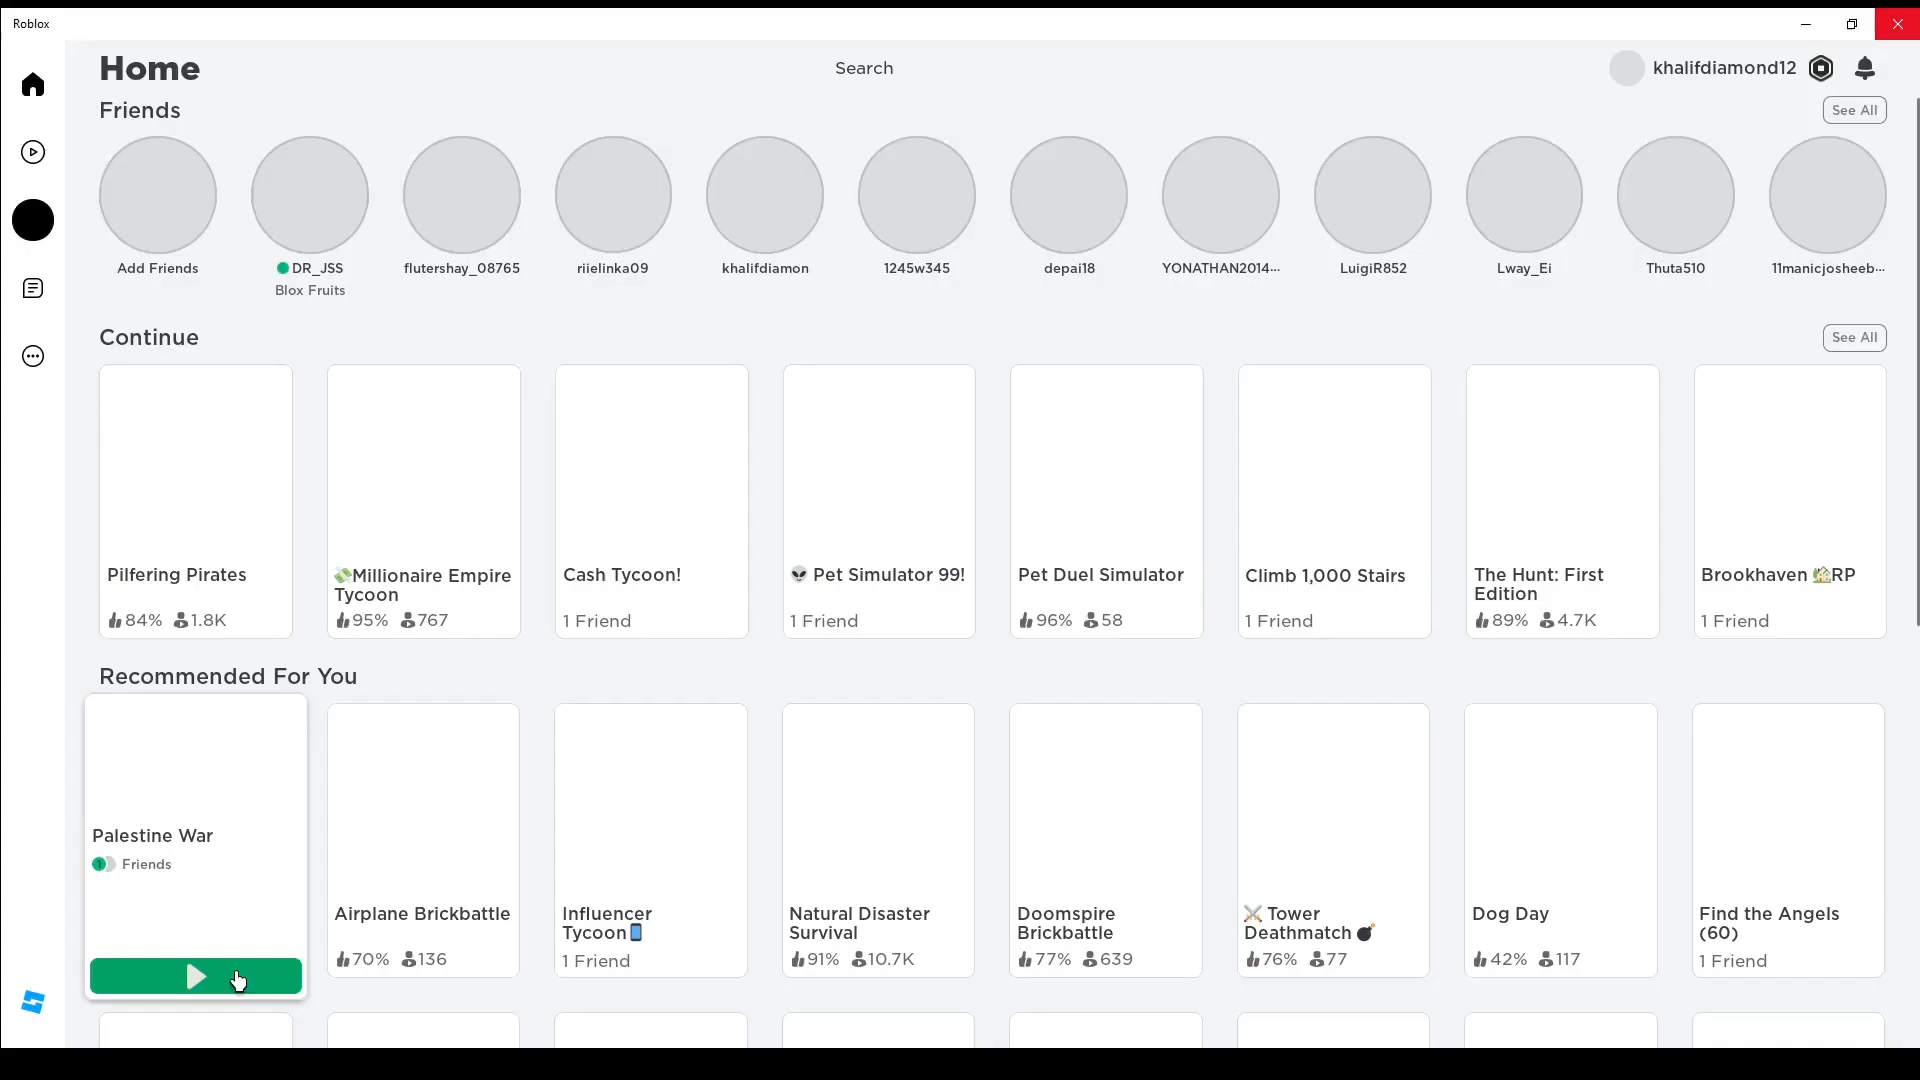 Roblox
Home
Search
khalifdiamond12
Friends
See All
Add Friends
DR_JSS
Blox Fruits
flutershay_08765
riielinka09
khalifdiamon
1245w345
depai18
YONATHAN2014···
LuigiR852
Lway_Ei
Thuta510
11manicjosheeb···
Continue
See All
Pilfering Pirates
84% 1.8K
💸Millionaire Empire
Tycoon
95% 767
Cash Tycoon!
1 Friend
👽 Pet Simulator 99!
1 Friend
Pet Duel Simulator
96% 58
Climb 1,000 Stairs
1 Friend
The Hunt: First
Edition
89% 4.7K
Brookhaven 🏡RP
1 Friend
Recommended For You
Palestine War
1 Friends
Airplane Brickbattle
70% 136
Influencer
Tycoon📱
1 Friend
Natural Disaster
Survival
91% 10.7K
Doomspire
Brickbattle
77% 639
⚔️ Tower
Deathmatch 💣
76% 77
Dog Day
42% 117
Find the Angels
(60)
1 Friend